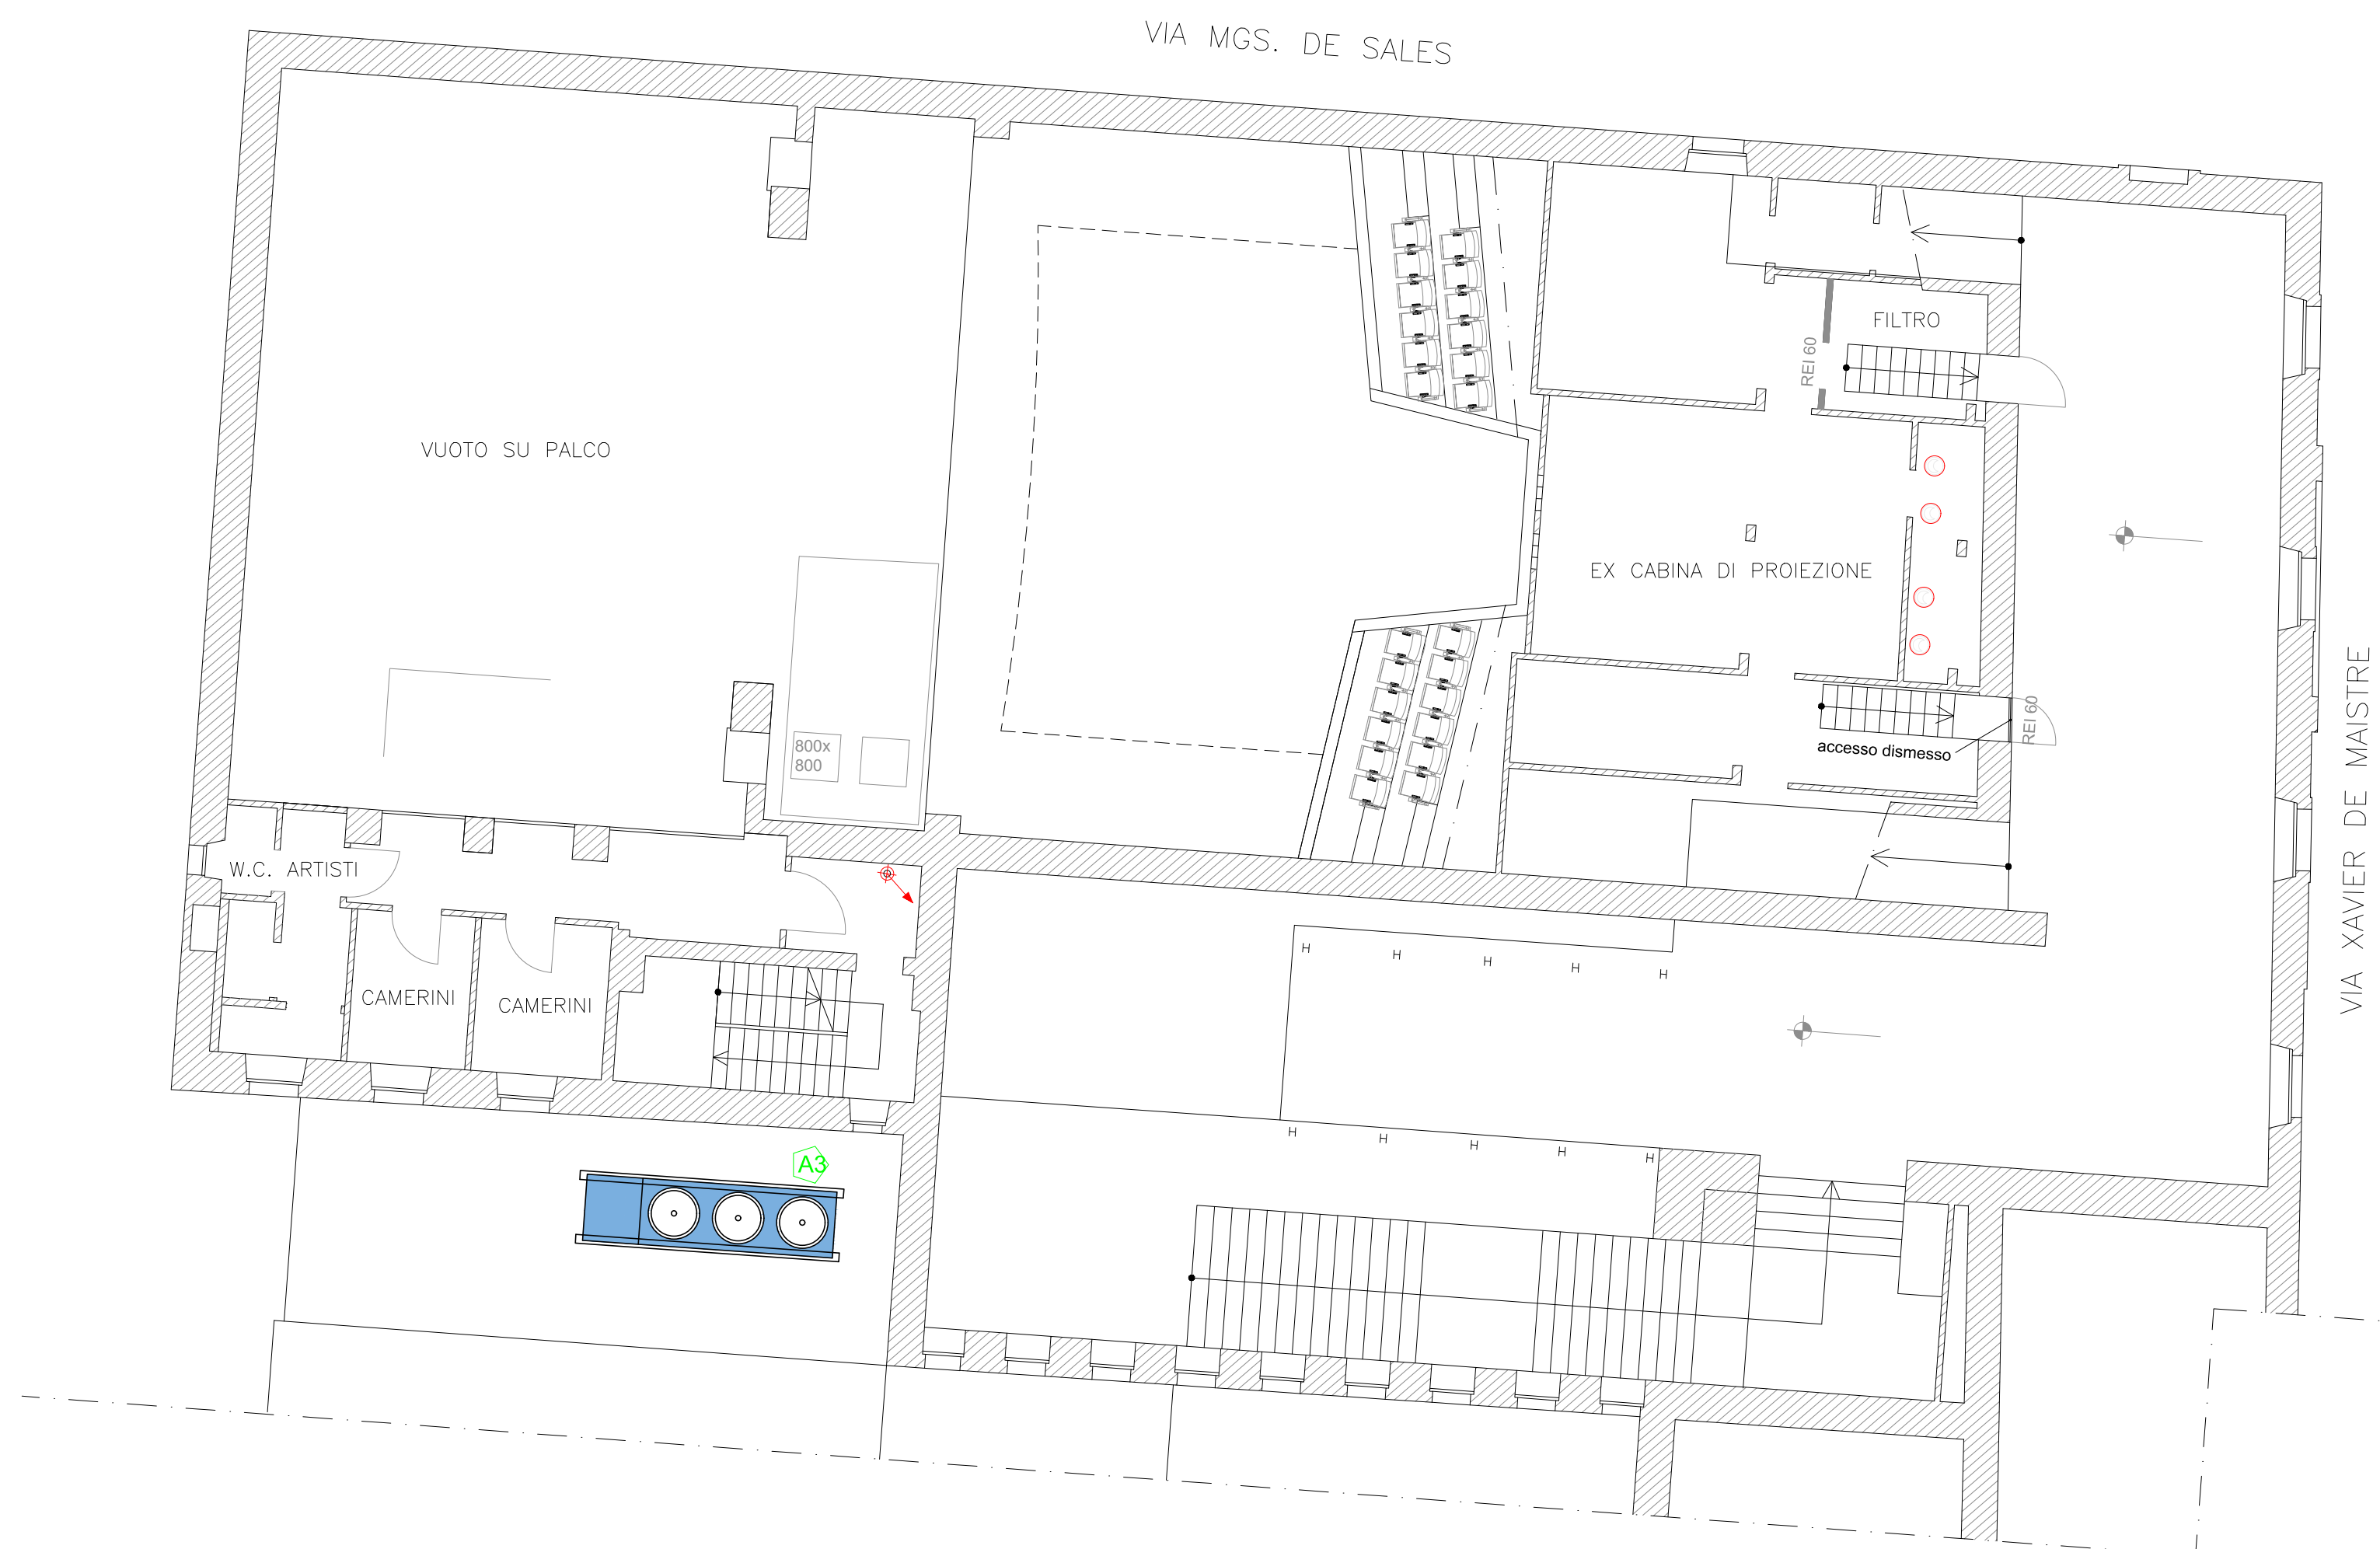 VIA MGS. DE SALES
FILTRO
REI 60
VUOTO SU PALCO
EX CABINA DI PROIEZIONE
VIA XAVIER DE MAISTRE
REI 60
800x
800
accesso dismesso
W.C. ARTISTI
H H H H H
CAMERINI
CAMERINI
H H H H H
A3